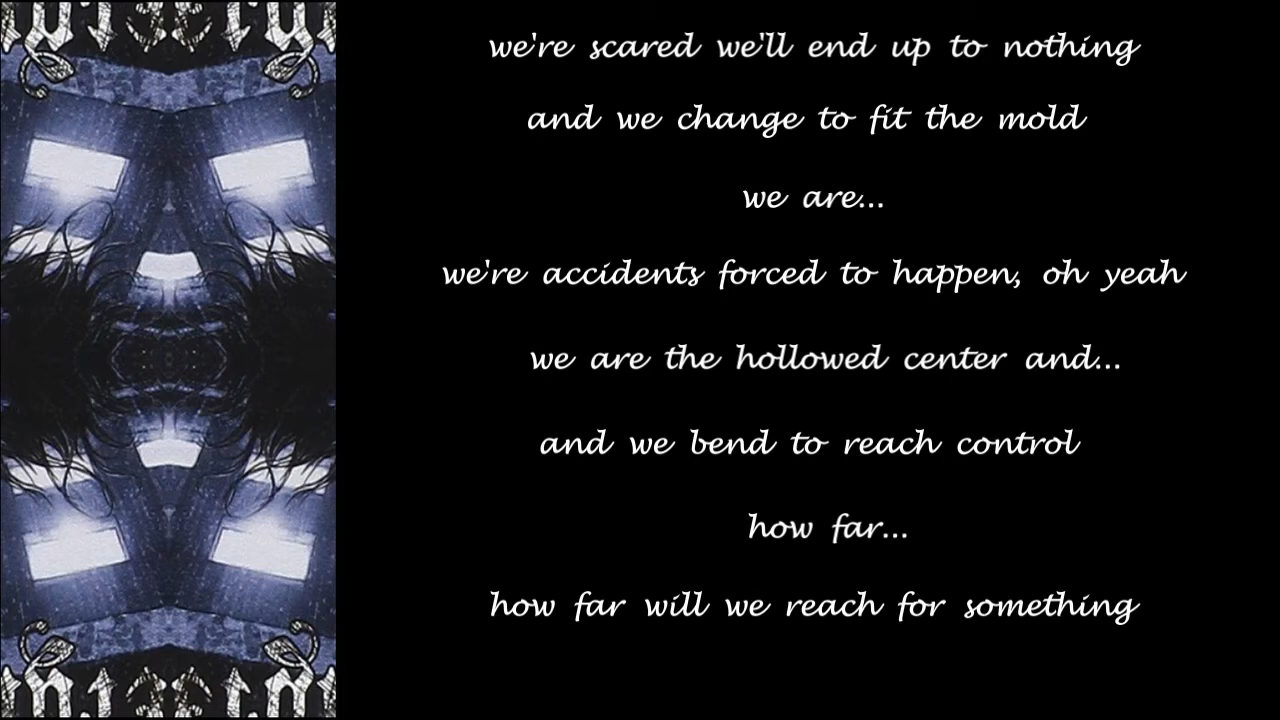 we're scared we'll end up to nothing
and we change to fit the mold
we are...
we're accidents forced to happen, oh yeah
we are the hollowed center and...
and we bend to reach control
how far...
how far will we reach for something